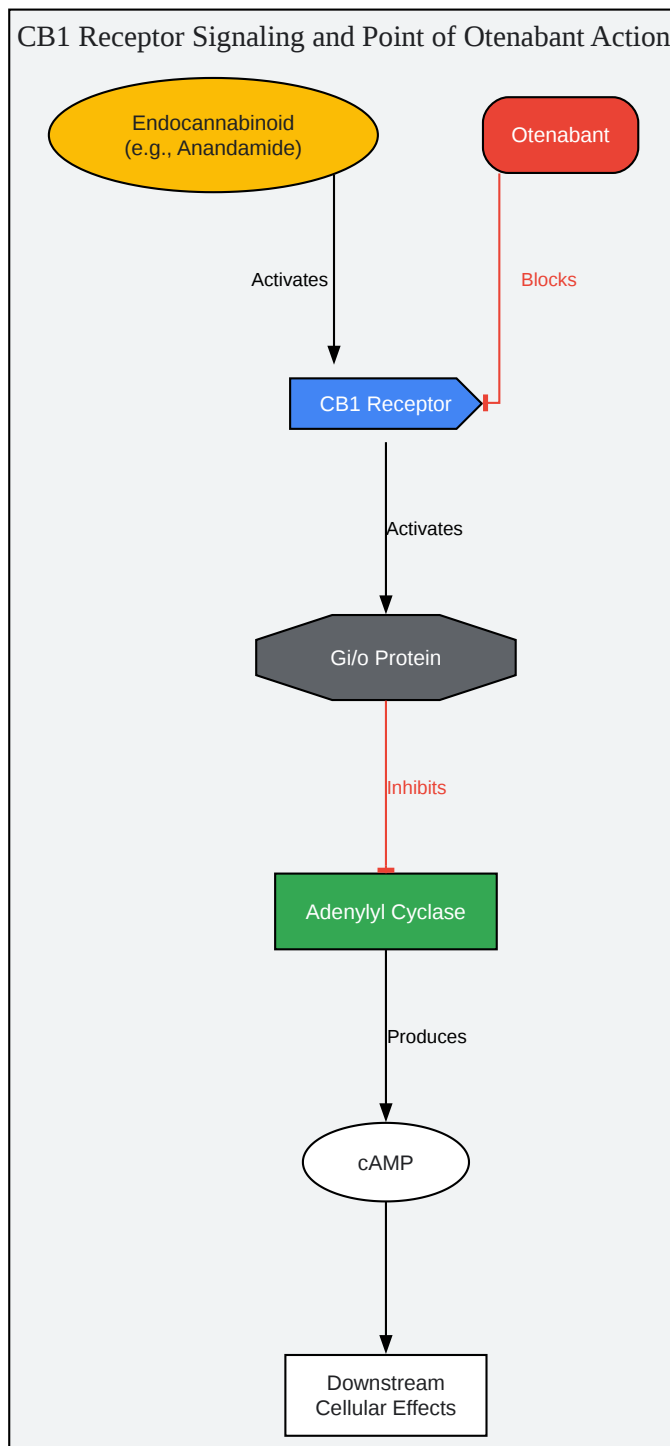 CB1 Receptor Signaling and Point of Otenabant Action
Endocannabinoid
(e.g., Anandamide)
Otenabant
Activates
Blocks
CB1 Receptor
Activates
Gi/o Protein
Inhibits
Adenylyl Cyclase
Produces
cAMP
Downstream
Cellular Effects